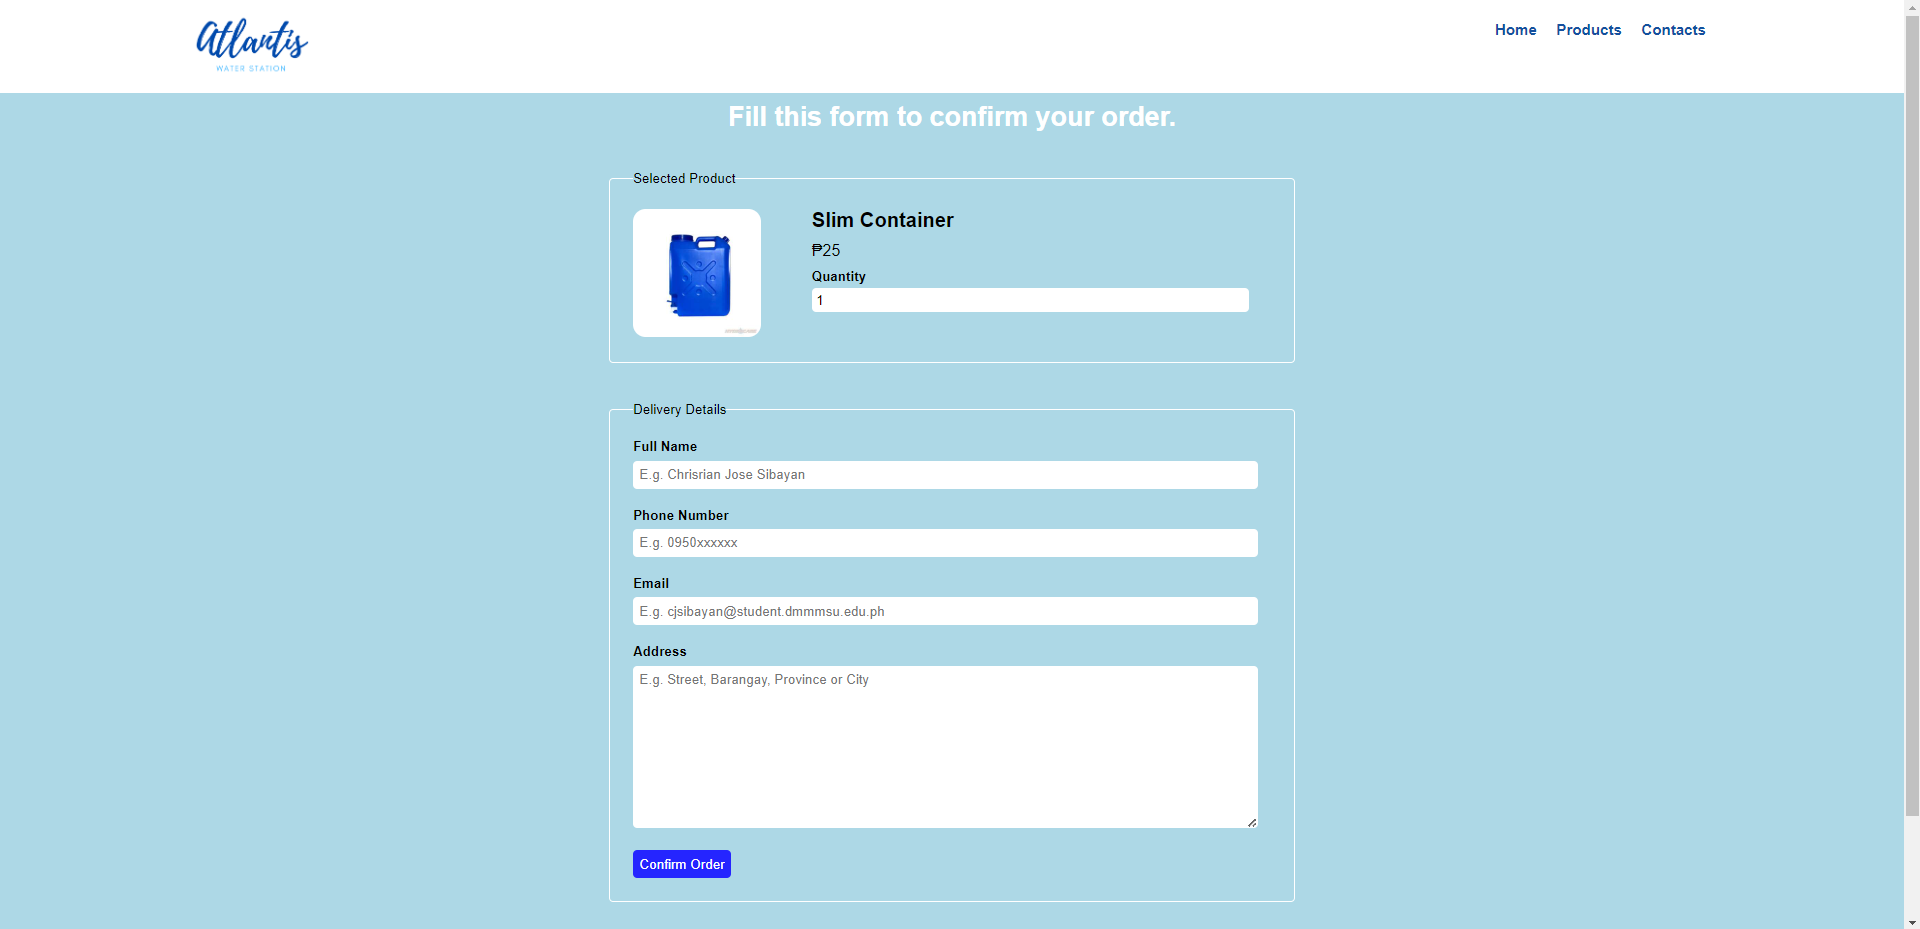 Atlantis
WATER STATION
Home Products Contacts
Fill this form to confirm your order.
Selected Product
Slim Container
₱25
Quantity
1
Delivery Details
Full Name
E.g. Chrisrian Jose Sibayan
Phone Number
E.g. 0950xxxxxx
Email
E.g. cjsibayan@student.dmmmsu.edu.ph
Address
E.g. Street, Barangay, Province or City
Confirm Order